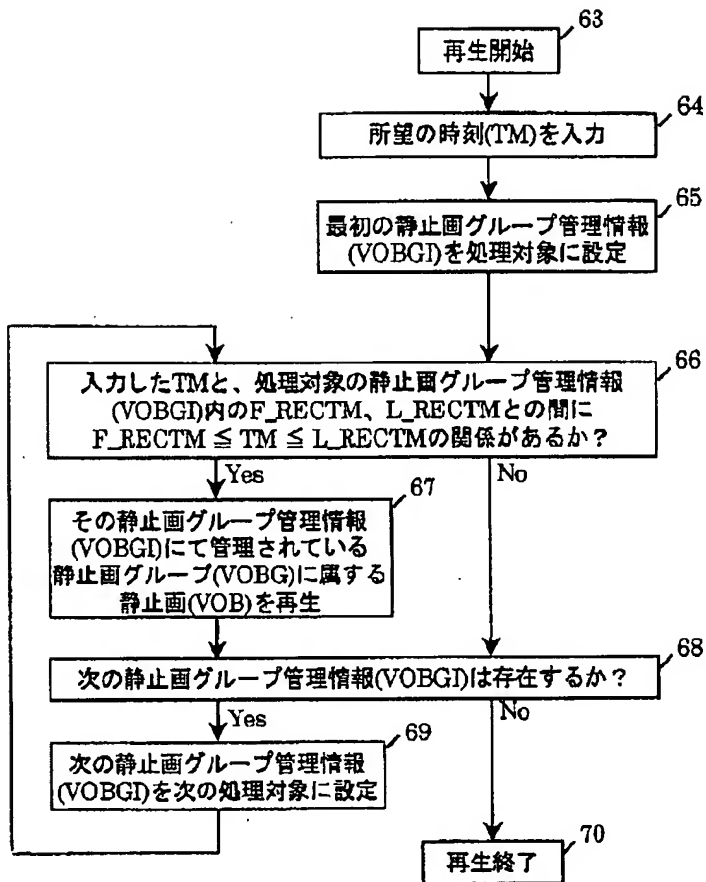 63
再生開始
64
所望の時刻(TM)を入力
65
最初の静止画グループ管理情報
(VOBGI)を処理対象に設定
66
入力したTMと、処理対象の静止画グループ管理情報
(VOBGI)内のF_RECTM、L_RECTMとの間に
F_RECTM ≦ TM ≦ L_RECTMの関係があるか？
Yes
No
67
その静止画グループ管理情報
(VOBGI)にて管理されている
静止画グループ(VOBG)に属する
静止画(VOB)を再生
68
次の静止画グループ管理情報(VOBGI)は存在するか？
Yes
No
69
次の静止画グループ管理情報
(VOBGI)を次の処理対象に設定
70
再生終了